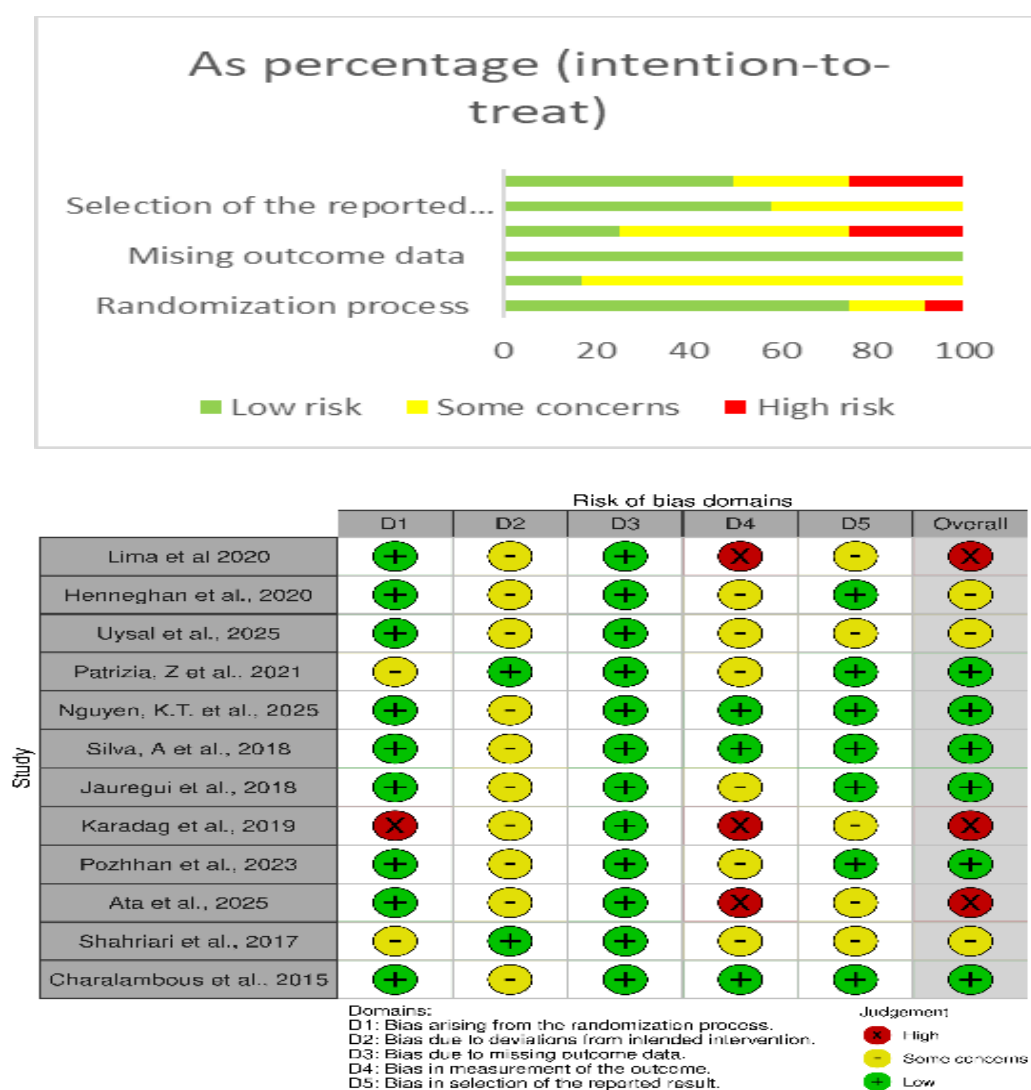 As percentage (intention-to-
treat)
Selection of the reported...
Mising outcome data
Randomization process
0 20 40 60 80 100
Low risk Some concerns High risk
Risk of bias domains
D1 D2 D3 D4 D5 Overall
Study
Lima et al 2020 + - + X - X
Henneghan et al., 2020 + - + - + -
Uysal et al., 2025 + - + - - -
Patrizia, Z et al.. 2021 - + + - + +
Nguyen, K.T. et al., 2025 + - + + + +
Silva, A et al., 2018 + - + + + +
Jauregui et al., 2018 + - + - + +
Karadag et al., 2019 X - + X - X
Pozhhan et al., 2023 + - + - + +
Ata et al., 2025 + - + X - X
Shahriari et al., 2017 - + + - - -
Charalambous et al.. 2015 + - + + + +
Domains:
D1: Bias arising from the randomization process.
D2: Bias due to deviations from intended intervention.
D3: Bias due to missing outcome data.
D4: Bias in measurement of the outcome.
D5: Bias in selection of the reported result.
Judgement
X High
- Some concerns
+ Low